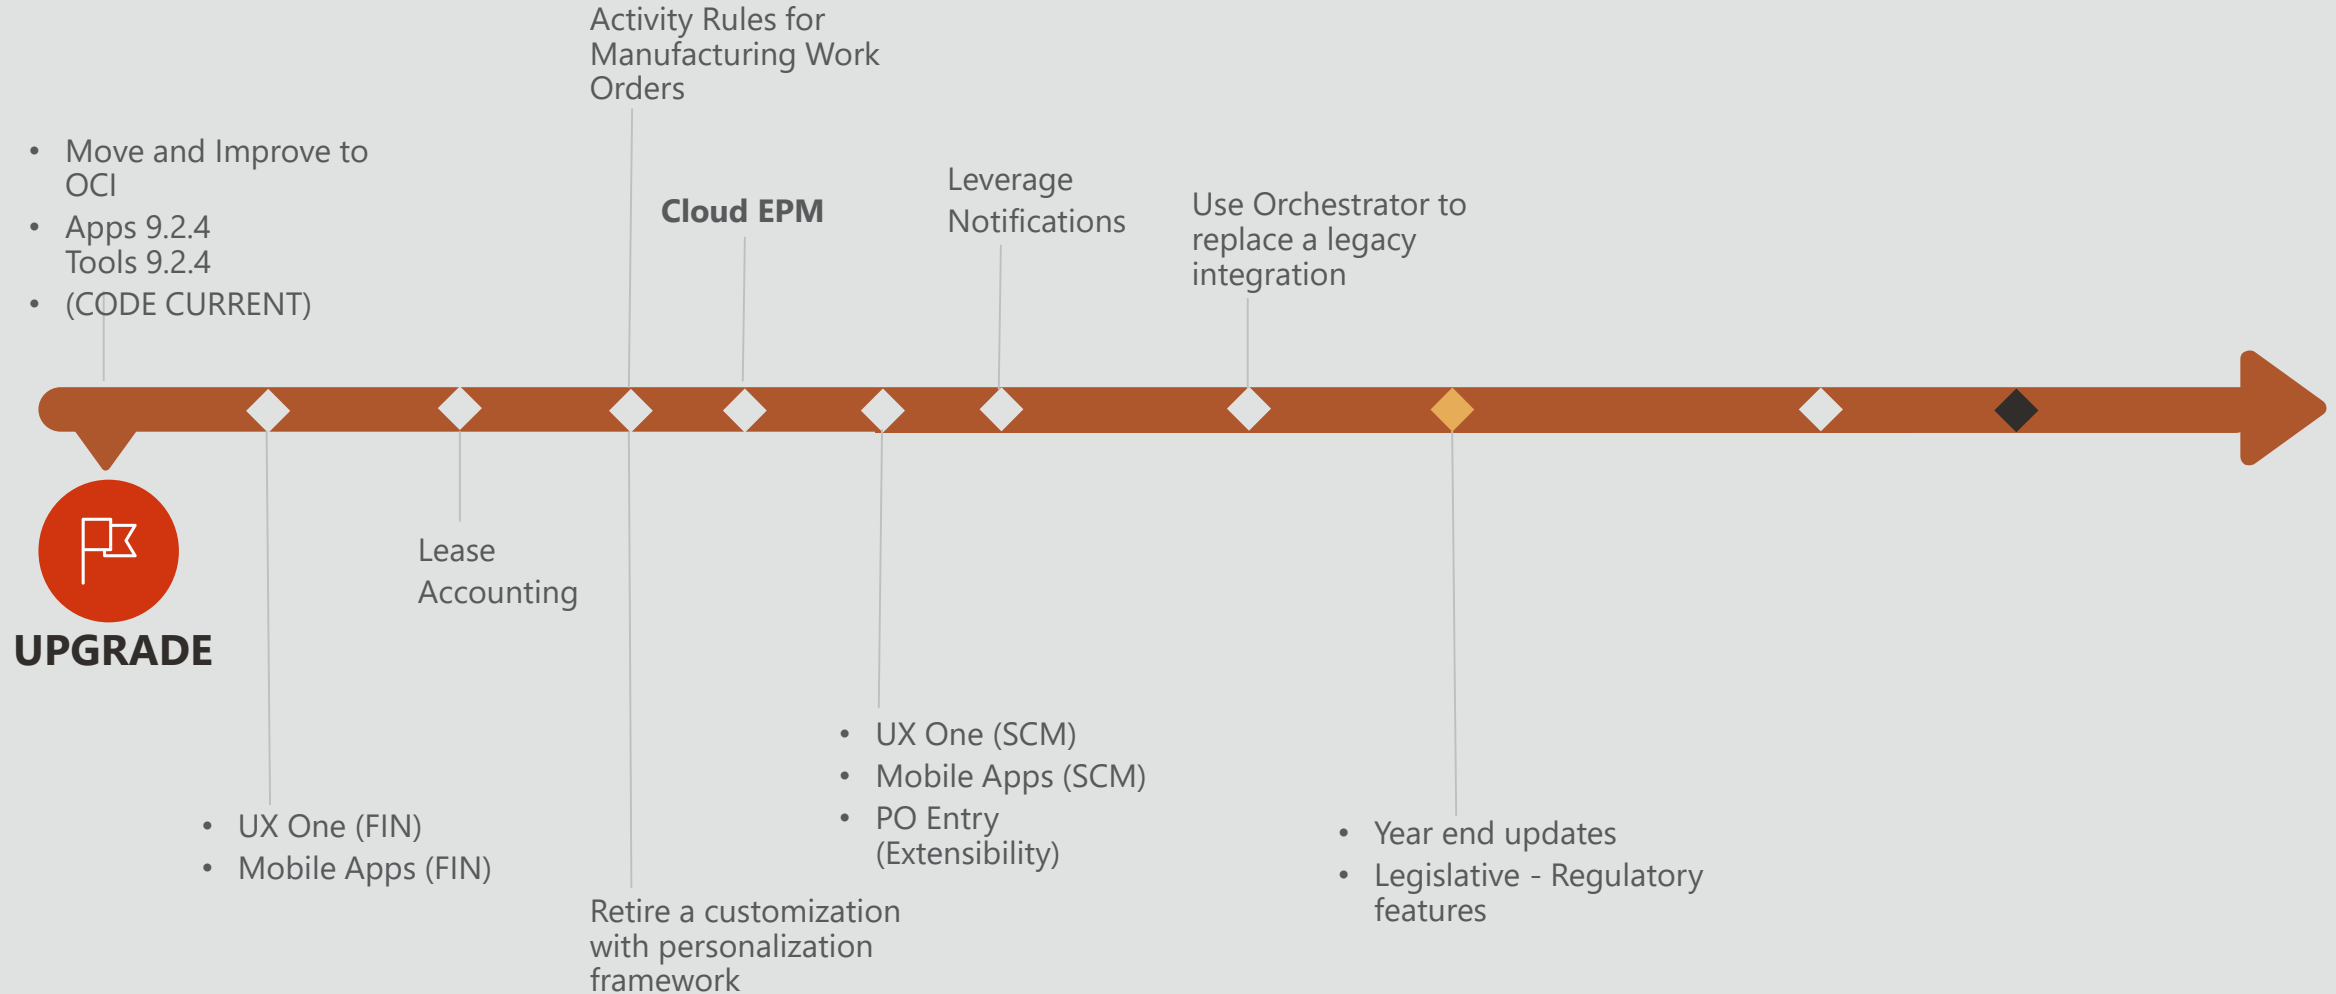 Activity Rules for
Manufacturing Work
Orders
• Move and Improve to
OCI
• Apps 9.2.4
Tools 9.2.4
• (CODE CURRENT)
Cloud EPM
Leverage
Notifications
Use Orchestrator to
replace a legacy
integration
UPGRADE
Lease
Accounting
• UX One (FIN)
• Mobile Apps (FIN)
Retire a customization
with personalization
framework
• UX One (SCM)
• Mobile Apps (SCM)
• PO Entry
(Extensibility)
• Year end updates
• Legislative - Regulatory
features